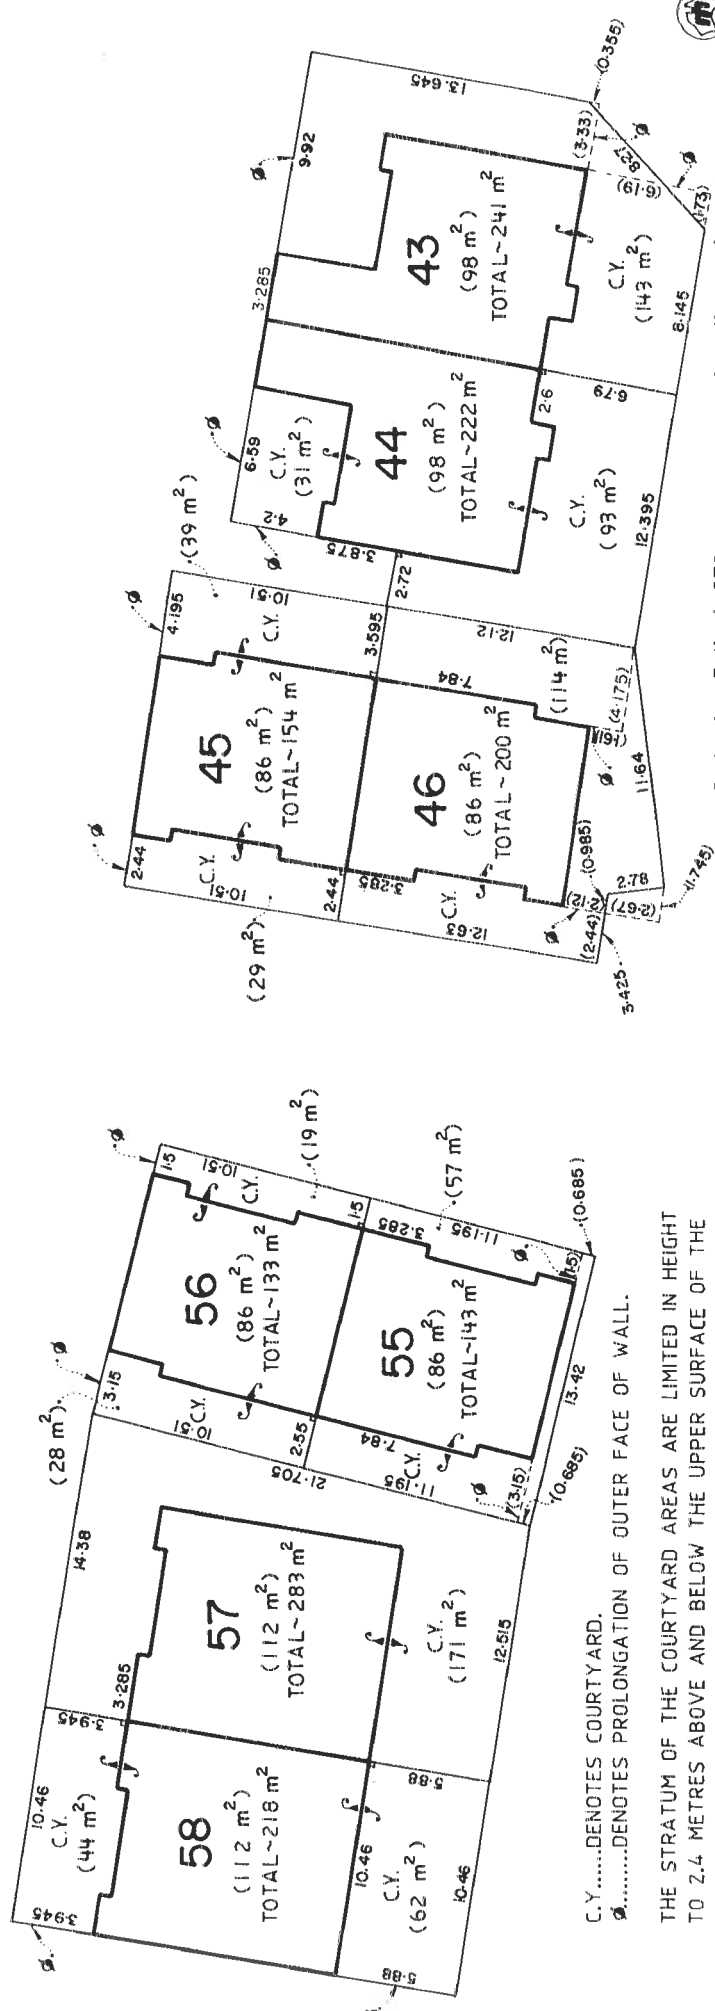 58
(112 m²)
TOTAL~218 m²
C.Y.
(44 m²)
10.46
3.945
3.945
3.285
C.Y.
(62 m²)
10.46
10.46
5.88
5.88
57
(112 m²)
TOTAL~283 m²
14.38
C.Y.
(171 m²)
12.515
21.705
56
(86 m²)
TOTAL~133 m²
(28 m²)
3.15
10.51
C.Y.
2.55
1.5
10.51
C.Y.
(19 m²)
1.5
55
(86 m²)
TOTAL~143 m²
7.84
C.Y.
11.195
(3.15)
(0.685)
13.42
3.285
11.195
(57 m²)
(1.5)
(0.685)
45
(86 m²)
TOTAL~154 m²
2.44
10.51
C.Y.
(29 m²)
2.44
4.195
10.51
C.Y.
(39 m²)
3.595
46
(86 m²)
TOTAL~200 m²
3.285
C.Y.
12.63
(2.44)
3.425
(2.12)
(0.985)
(2.67)
2.78
(1.745)
11.64
7.84
12.12
(114 m²)
(4.175)
44
(98 m²)
TOTAL~222 m²
6.59
C.Y.
(31 m²)
4.2
3.875
2.72
2.6
C.Y.
(93 m²)
12.395
6.79
43
(98 m²)
TOTAL~241 m²
3.285
9.92
13.645
(0.355)
(3.33)
(6.19)
C.Y.
(143 m²)
8.145
C.Y......DENOTES COURTYARD.
ø........DENOTES PROLONGATION OF OUTER FACE OF WALL.
THE STRATUM OF THE COURTYARD AREAS ARE LIMITED IN HEIGHT
TO 2.4 METRES ABOVE AND BELOW THE UPPER SURFACE OF THE